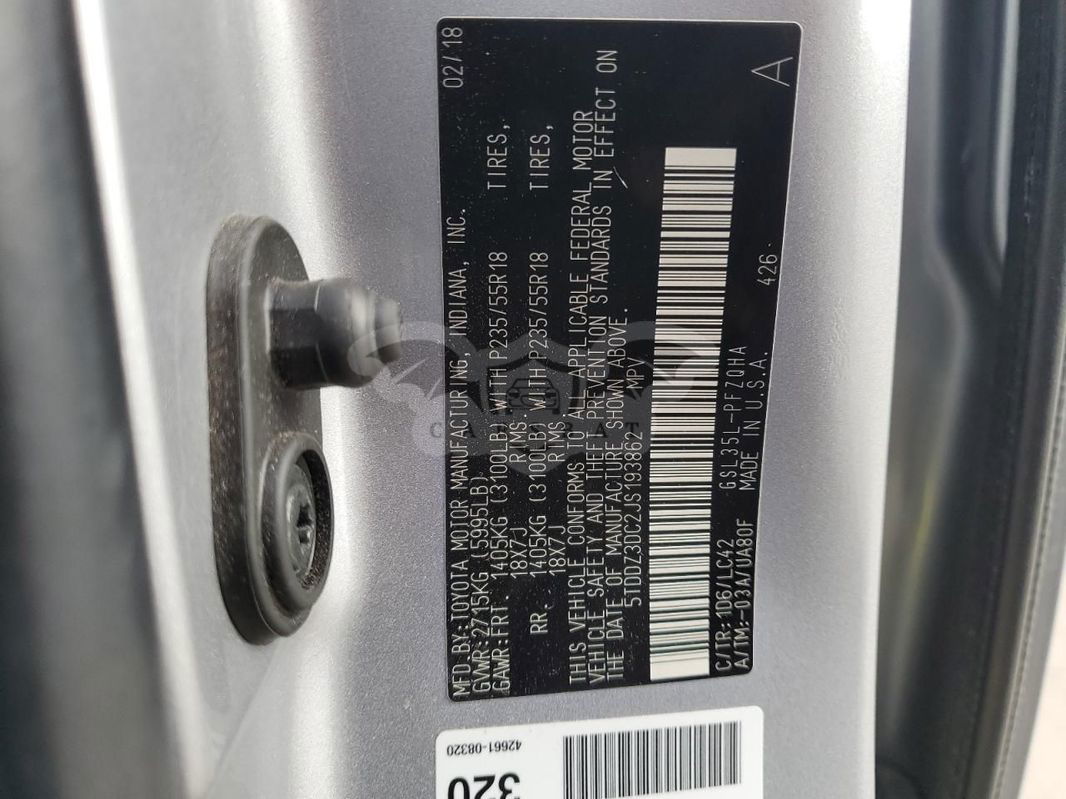 MFD.BY:TOYOTA MOTOR MANUFACTURING, INDIANA, INC. 02/18
GVWR:2715KG(5995LB)
GAWR:FRT. 1405KG (3100LB) WITH P235/55R18 TIRES,
18X7J RIMS
RR. 1405KG (3100LB) WITH P235/55R18 TIRES,
18X7J RIMS.
THIS VEHICLE CONFORMS TO ALL APPLICABLE FEDERAL MOTOR
VEHICLE SAFETY AND THEFT PREVENTION STANDARDS IN EFFECT ON
THE DATE OF MANUFACTURE SHOWN ABOVE.
5TDDZ3DC2JS193862 MPV
C/TR:1D6/LC42 GSL35L-PFZQHA 426 A
A/TM:-03A/UA80F MADE IN U.S.A.
42661-08320
320